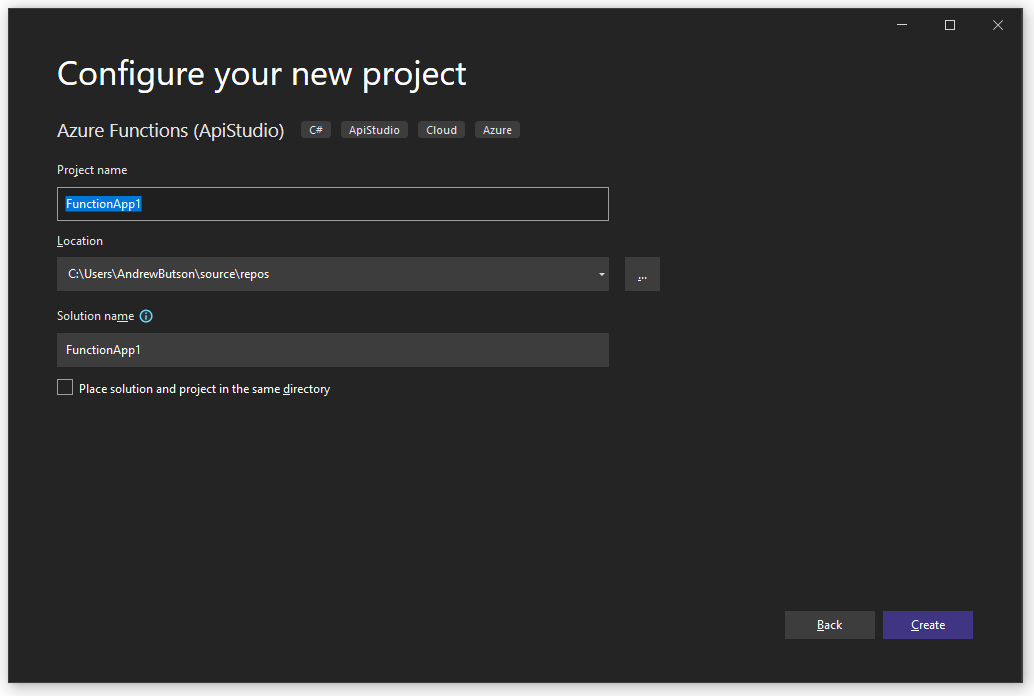 Configure your new project
Azure Functions (ApiStudio) C# ApiStudio Cloud Azure
Project name
FunctionApp1
Location
C:\Users\AndrewButson\source\repos
...
Solution name
FunctionApp1
Place solution and project in the same directory
Back
Create